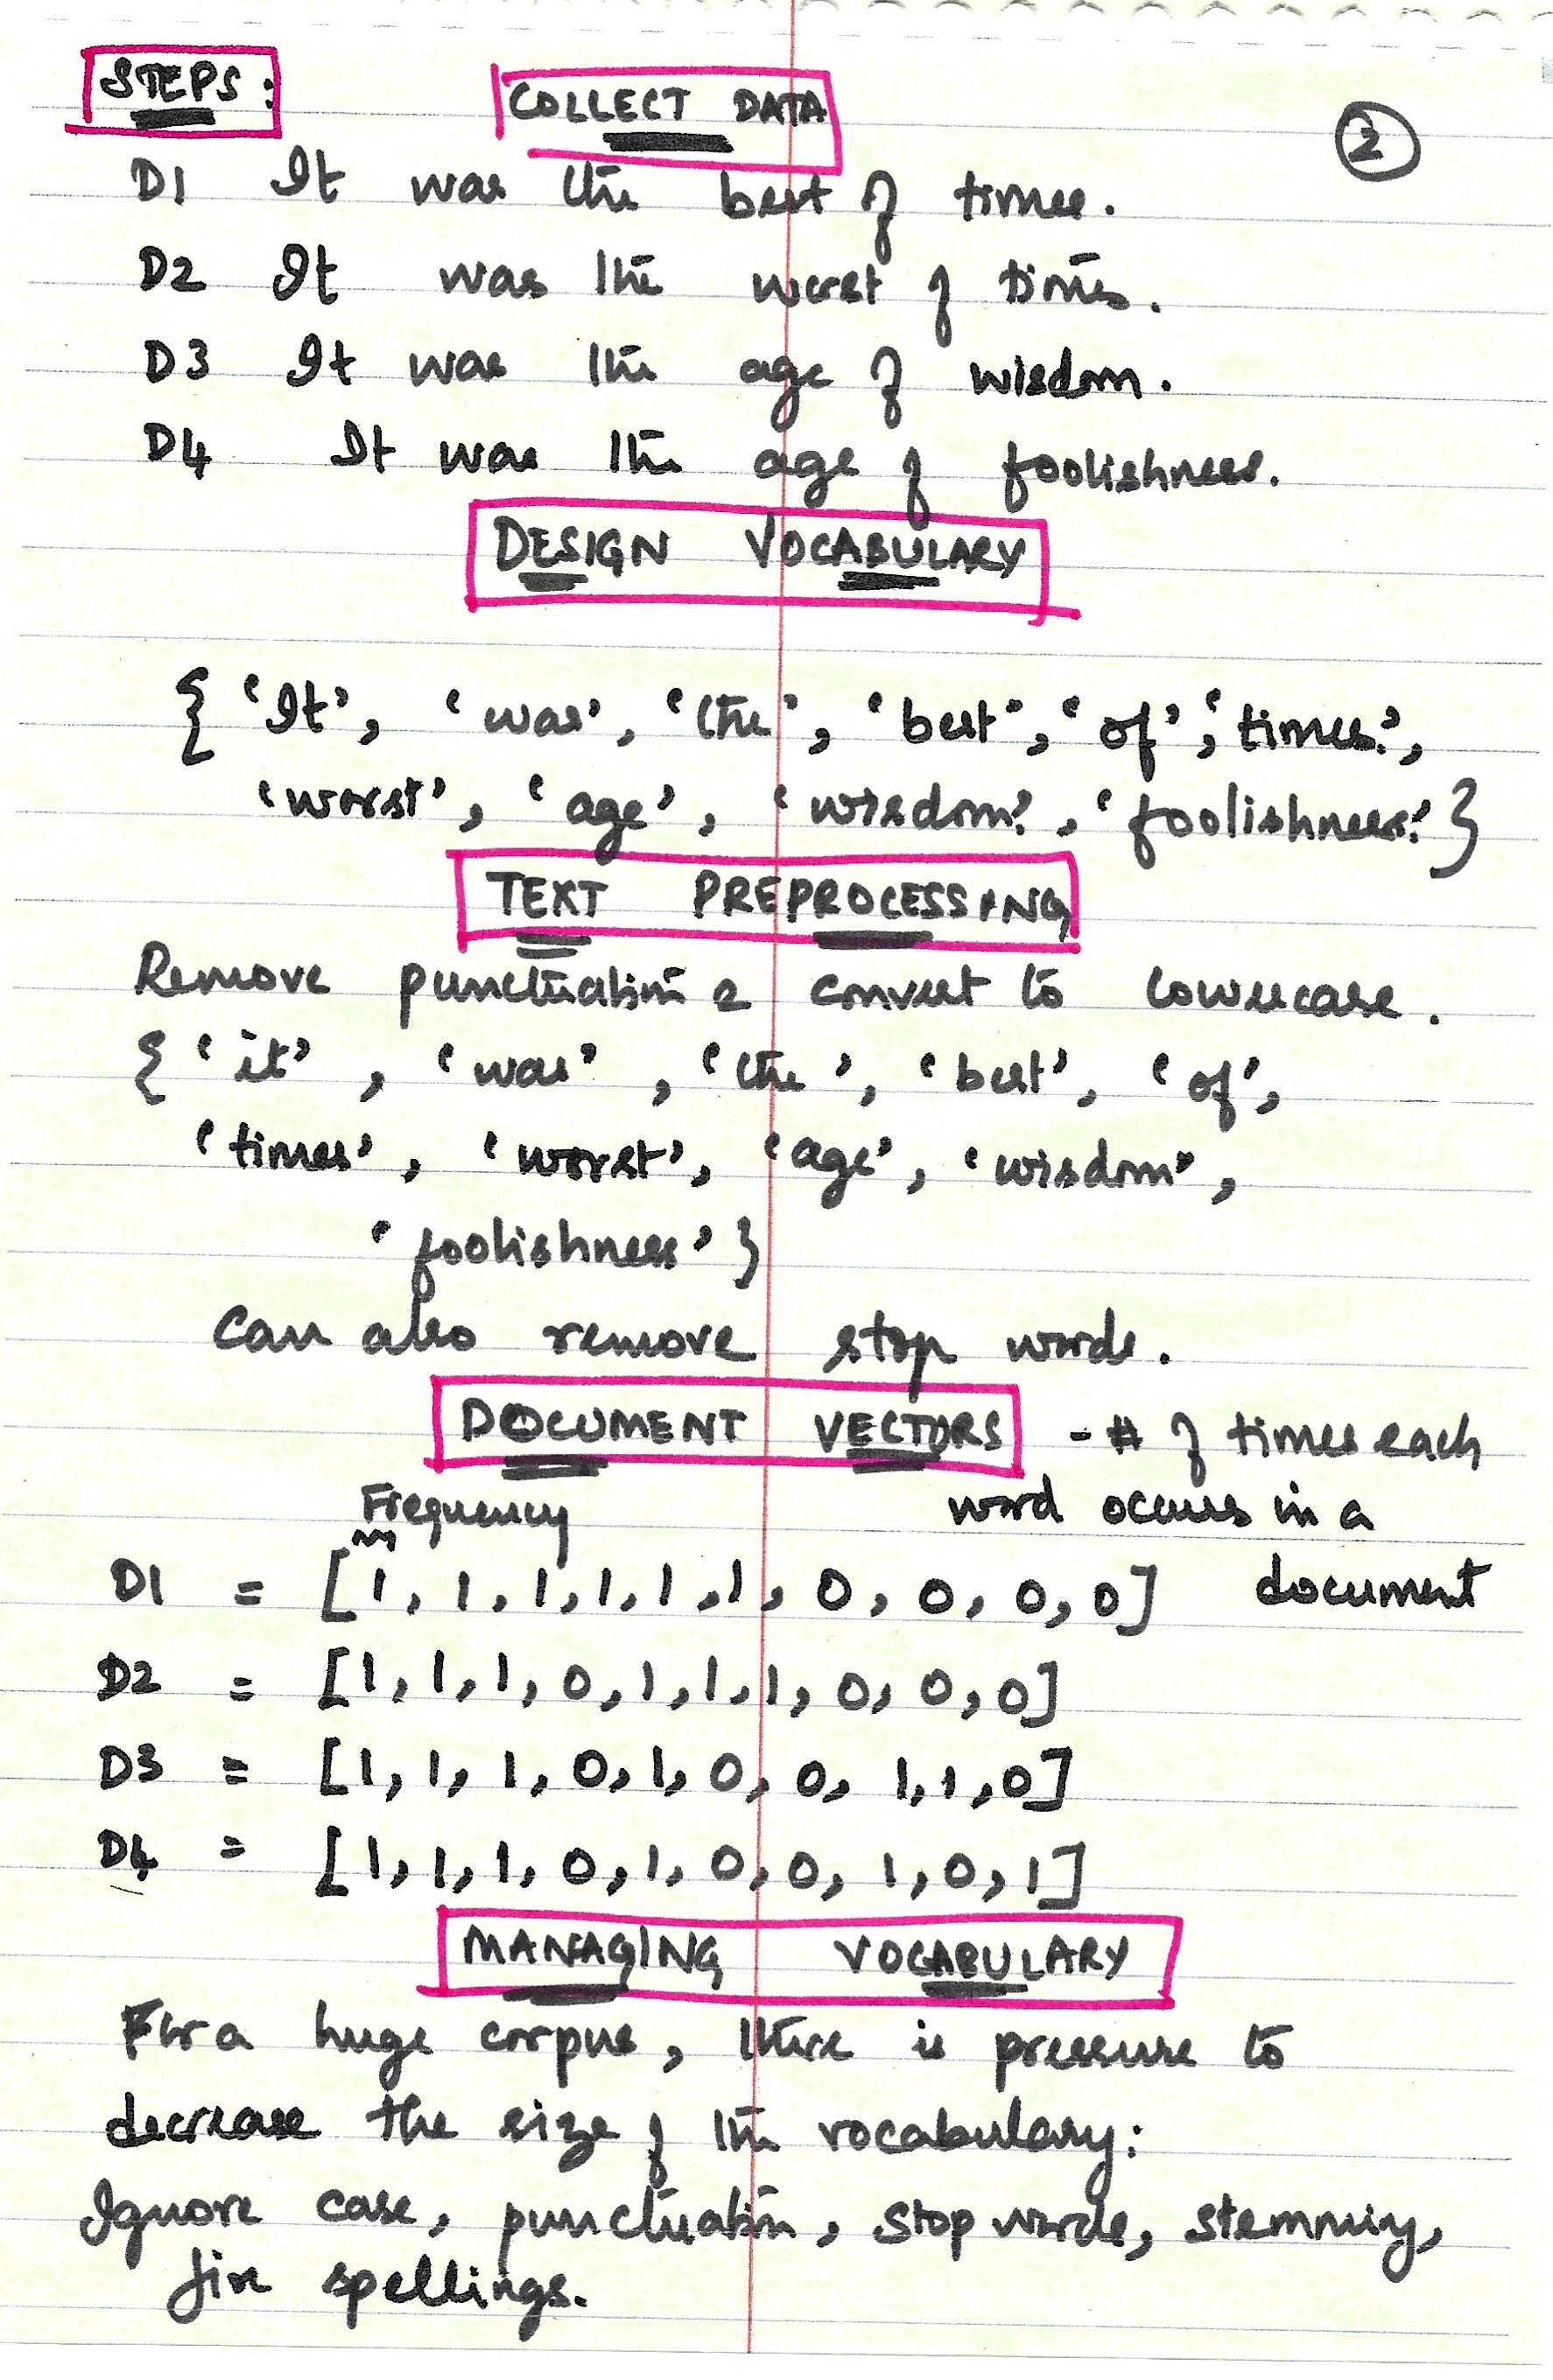 STEPS:
COLLECT DATA
2
D1 It was the best of times.
D2 It was the worst of times.
D3 It was the age of wisdom.
D4 It was the age of foolishness.
DESIGN VOCABULARY
{ 'It', 'was', 'the', 'best', 'of', 'times.',
'worst', 'age', 'wisdom.', 'foolishness.' }
TEXT PREPROCESSING
Remove punctuation & convert to lowercase.
{ 'it', 'was', 'the', 'best', 'of',
'times', 'worst', 'age', 'wisdom',
'foolishness' }
Can also remove stop words.
DOCUMENT VECTORS - # of times each
Frequency word occurs in a
D1 = [1, 1, 1, 1, 1, 1, 0, 0, 0, 0] document
D2 = [1, 1, 1, 0, 1, 1, 1, 0, 0, 0]
D3 = [1, 1, 1, 0, 1, 0, 0, 1, 1, 0]
D4 = [1, 1, 1, 0, 1, 0, 0, 1, 0, 1]
MANAGING VOCABULARY
For a huge corpus, there is pressure to
decrease the size of the vocabulary:
Ignore case, punctuation, stop words, stemming,
fix spellings.